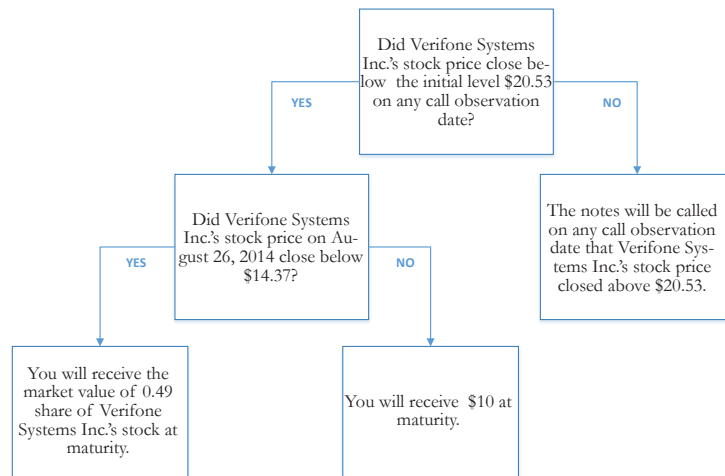 Did Verifone Systems
Inc.'s stock price close be-
low the initial level $20.53
on any call observation
date?
YES
NO
Did Verifone Systems
Inc.'s stock price on Au-
gust 26, 2014 close below
$14.37?
The notes will be called
on any call observation
date that Verifone Sys-
tems Inc.'s stock price
closed above $20.53.
YES
NO
You will receive the
market value of 0.49
share of Verifone
Systems Inc.'s stock at
maturity.
You will receive $10 at
maturity.